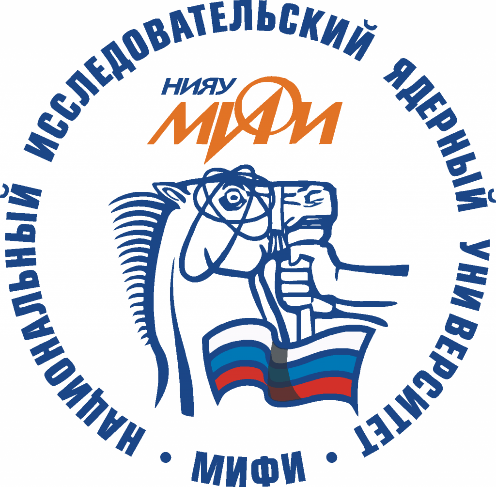 НАЦИОНАЛЬНЫЙ ИССЛЕДОВАТЕЛЬСКИЙ ЯДЕРНЫЙ УНИВЕРСИТЕТ
• МИФИ •
НИЯУ
МИФИ